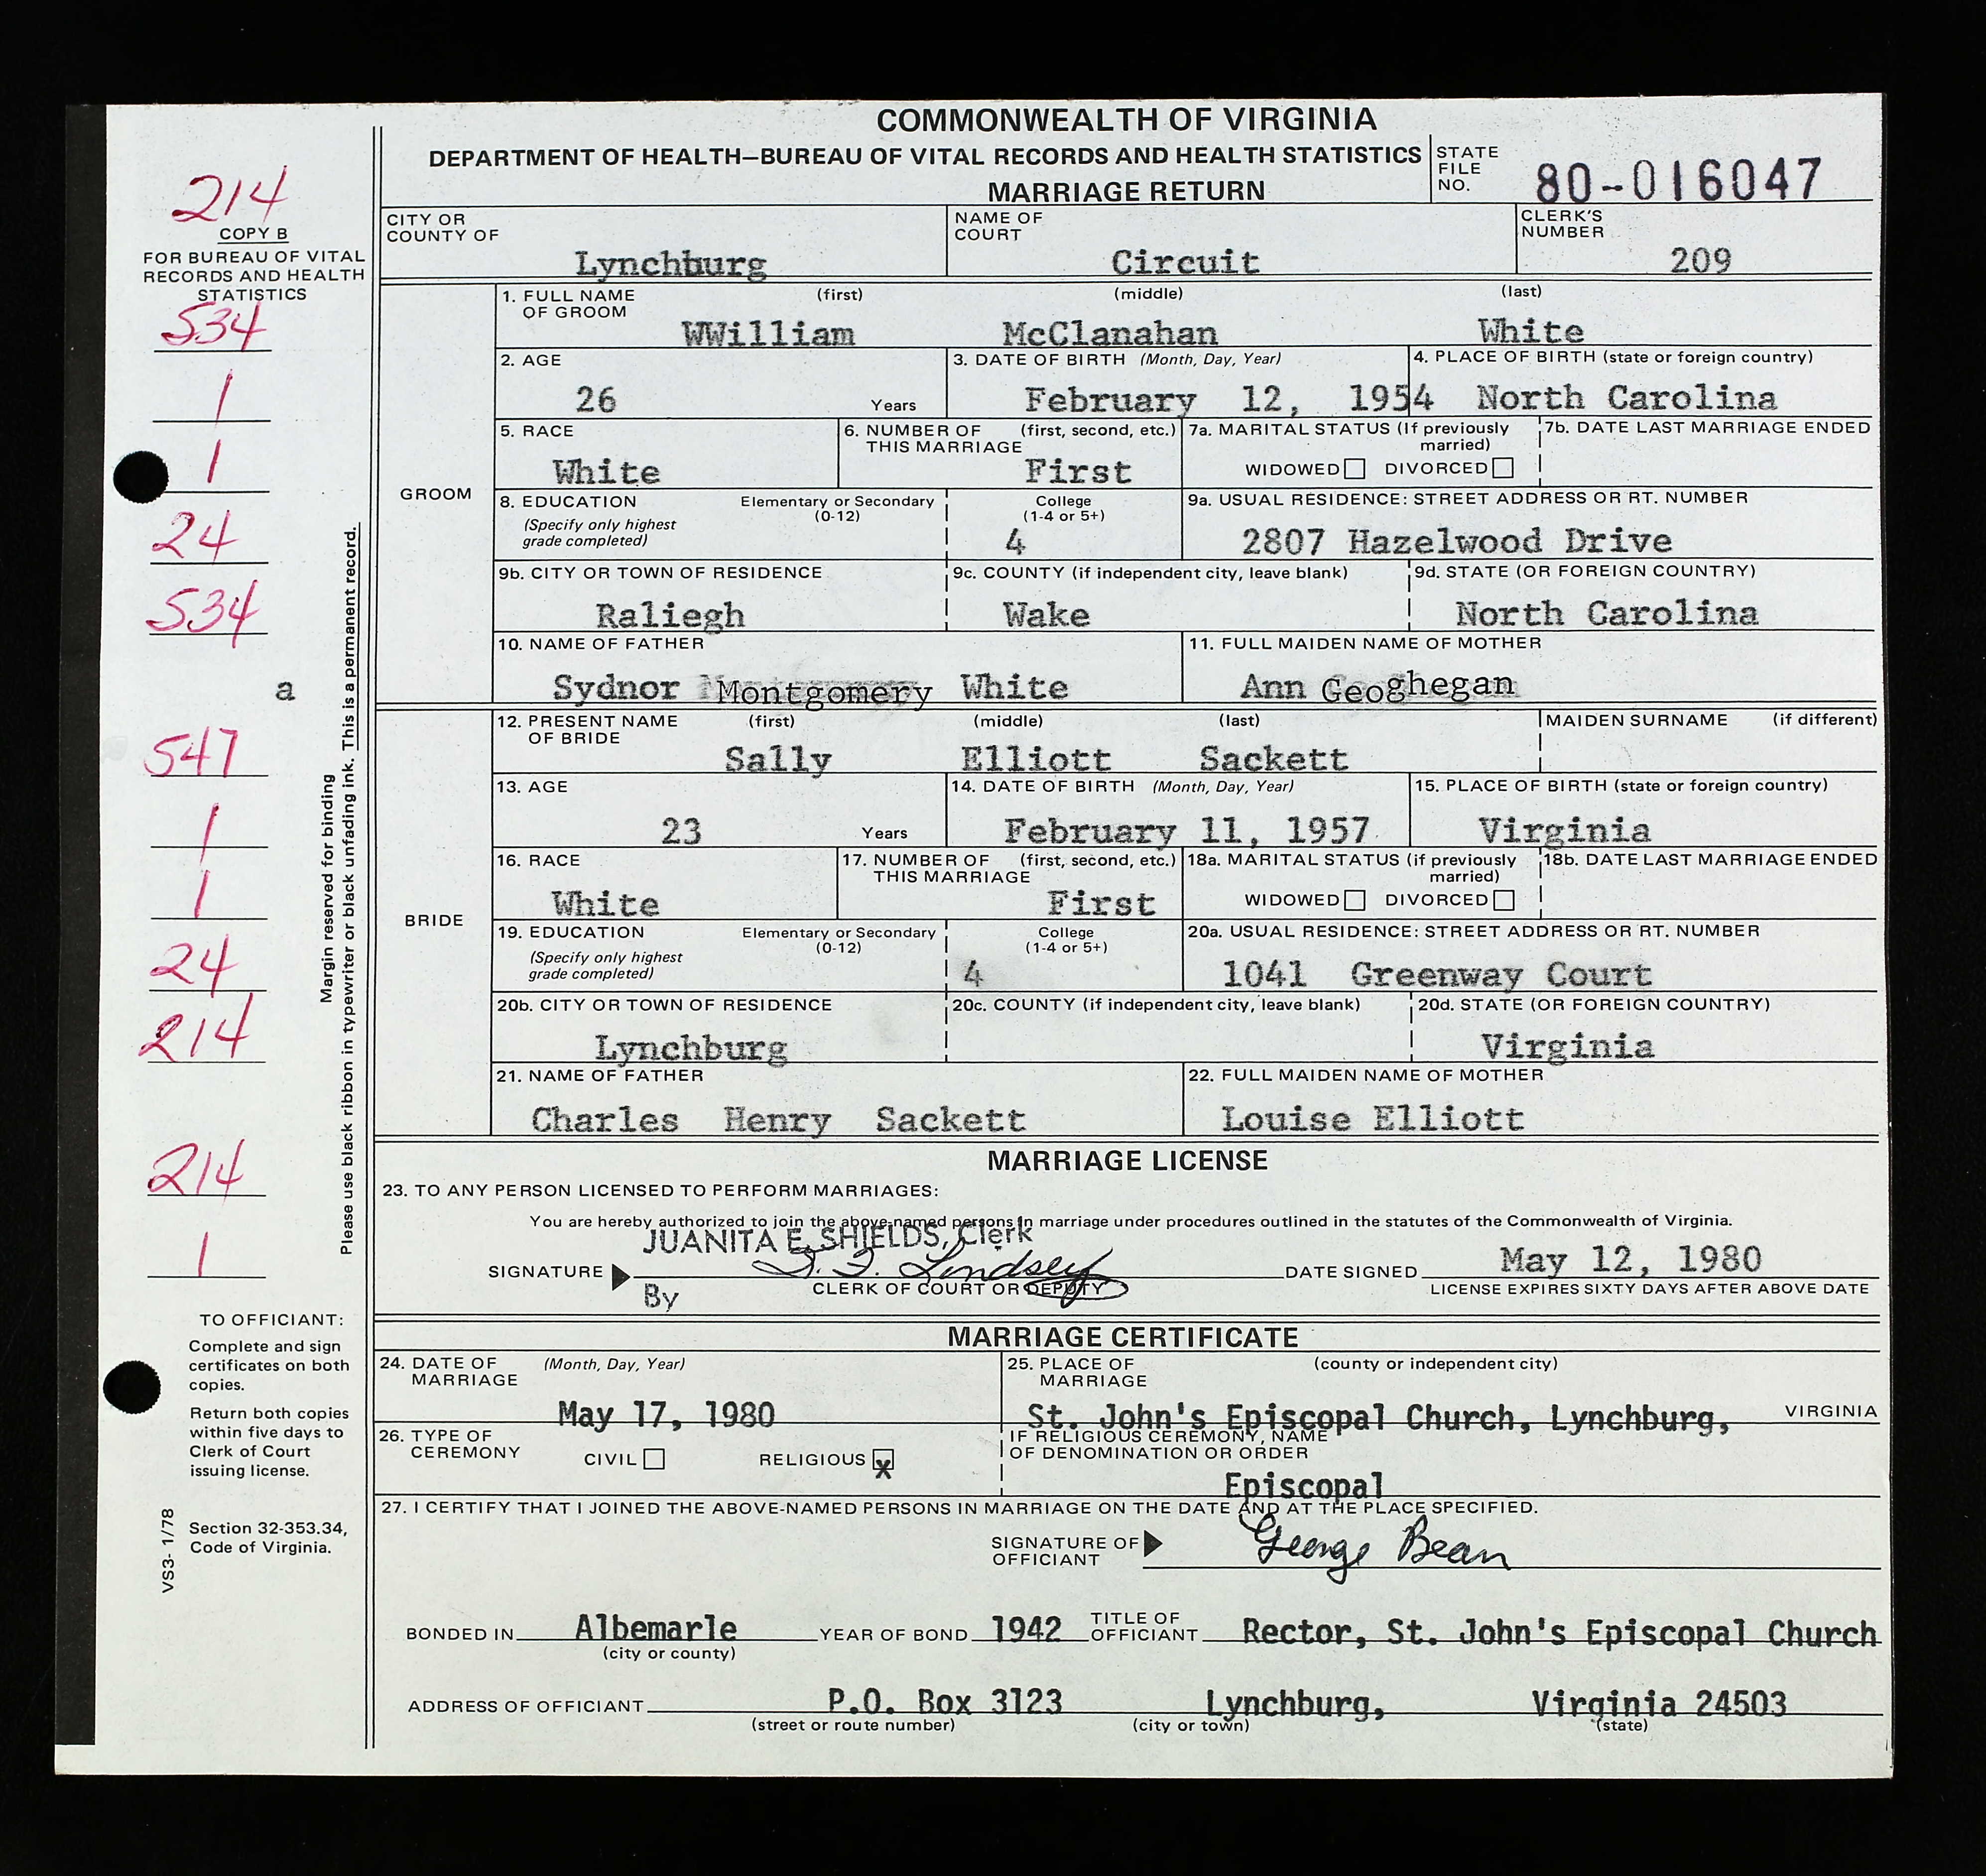 COMMONWEALTH OF VIRGINIA
DEPARTMENT OF HEALTH—BUREAU OF VITAL RECORDS AND HEALTH STATISTICS
MARRIAGE RETURN
STATE FILE NO. 80-016047
214
COPY B
FOR BUREAU OF VITAL
RECORDS AND HEALTH
STATISTICS
534
1
1
24
534
a
547
1
1
24
214
214
1
Margin reserved for binding
Please use black ribbon in typewriter or black unfading ink. This is a permanent record.
TO OFFICIANT:
Complete and sign
certificates on both
copies.
Return both copies
within five days to
Clerk of Court
issuing license.
Section 32-353.34,
Code of Virginia.
VS3- 1/78
CITY OR COUNTY OF Lynchburg
NAME OF COURT Circuit
CLERK'S NUMBER 209
GROOM
1. FULL NAME OF GROOM (first) (middle) (last)
WWilliam McClanahan White
2. AGE 26 Years
3. DATE OF BIRTH (Month, Day, Year) February 12, 1954
4. PLACE OF BIRTH (state or foreign country) North Carolina
5. RACE White
6. NUMBER OF THIS MARRIAGE (first, second, etc.) First
7a. MARITAL STATUS (If previously married) WIDOWED DIVORCED
7b. DATE LAST MARRIAGE ENDED
8. EDUCATION (Specify only highest grade completed) Elementary or Secondary (0-12) College (1-4 or 5+) 4
9a. USUAL RESIDENCE: STREET ADDRESS OR RT. NUMBER 2807 Hazelwood Drive
9b. CITY OR TOWN OF RESIDENCE Raliegh
9c. COUNTY (if independent city, leave blank) Wake
9d. STATE (OR FOREIGN COUNTRY) North Carolina
10. NAME OF FATHER Sydnor Montgomery White
11. FULL MAIDEN NAME OF MOTHER Ann Geoghegan
BRIDE
12. PRESENT NAME OF BRIDE (first) (middle) (last) MAIDEN SURNAME (if different)
Sally Elliott Sackett
13. AGE 23 Years
14. DATE OF BIRTH (Month, Day, Year) February 11, 1957
15. PLACE OF BIRTH (state or foreign country) Virginia
16. RACE White
17. NUMBER OF THIS MARRIAGE (first, second, etc.) First
18a. MARITAL STATUS (if previously married) WIDOWED DIVORCED
18b. DATE LAST MARRIAGE ENDED
19. EDUCATION (Specify only highest grade completed) Elementary or Secondary (0-12) College (1-4 or 5+) 4
20a. USUAL RESIDENCE: STREET ADDRESS OR RT. NUMBER 1041 Greenway Court
20b. CITY OR TOWN OF RESIDENCE Lynchburg
20c. COUNTY (if independent city, leave blank)
20d. STATE (OR FOREIGN COUNTRY) Virginia
21. NAME OF FATHER Charles Henry Sackett
22. FULL MAIDEN NAME OF MOTHER Louise Elliott
MARRIAGE LICENSE
23. TO ANY PERSON LICENSED TO PERFORM MARRIAGES:
You are hereby authorized to join the above-named persons in marriage under procedures outlined in the statutes of the Commonwealth of Virginia.
JUANITA E. SHIELDS, Clerk
SIGNATURE Lindsey DATE SIGNED May 12, 1980
By CLERK OF COURT OR DEPUTY LICENSE EXPIRES SIXTY DAYS AFTER ABOVE DATE
MARRIAGE CERTIFICATE
24. DATE OF MARRIAGE (Month, Day, Year) May 17, 1980
25. PLACE OF MARRIAGE (county or independent city) St. John's Episcopal Church, Lynchburg, VIRGINIA
26. TYPE OF CEREMONY CIVIL RELIGIOUS x
IF RELIGIOUS CEREMONY, NAME OF DENOMINATION OR ORDER Episcopal
27. I CERTIFY THAT I JOINED THE ABOVE-NAMED PERSONS IN MARRIAGE ON THE DATE AND AT THE PLACE SPECIFIED.
SIGNATURE OF OFFICIANT George Bean
BONDED IN Albemarle YEAR OF BOND 1942 TITLE OF OFFICIANT Rector, St. John's Episcopal Church
(city or county)
ADDRESS OF OFFICIANT P.O. Box 3123 Lynchburg, Virginia 24503
(street or route number) (city or town) (state)